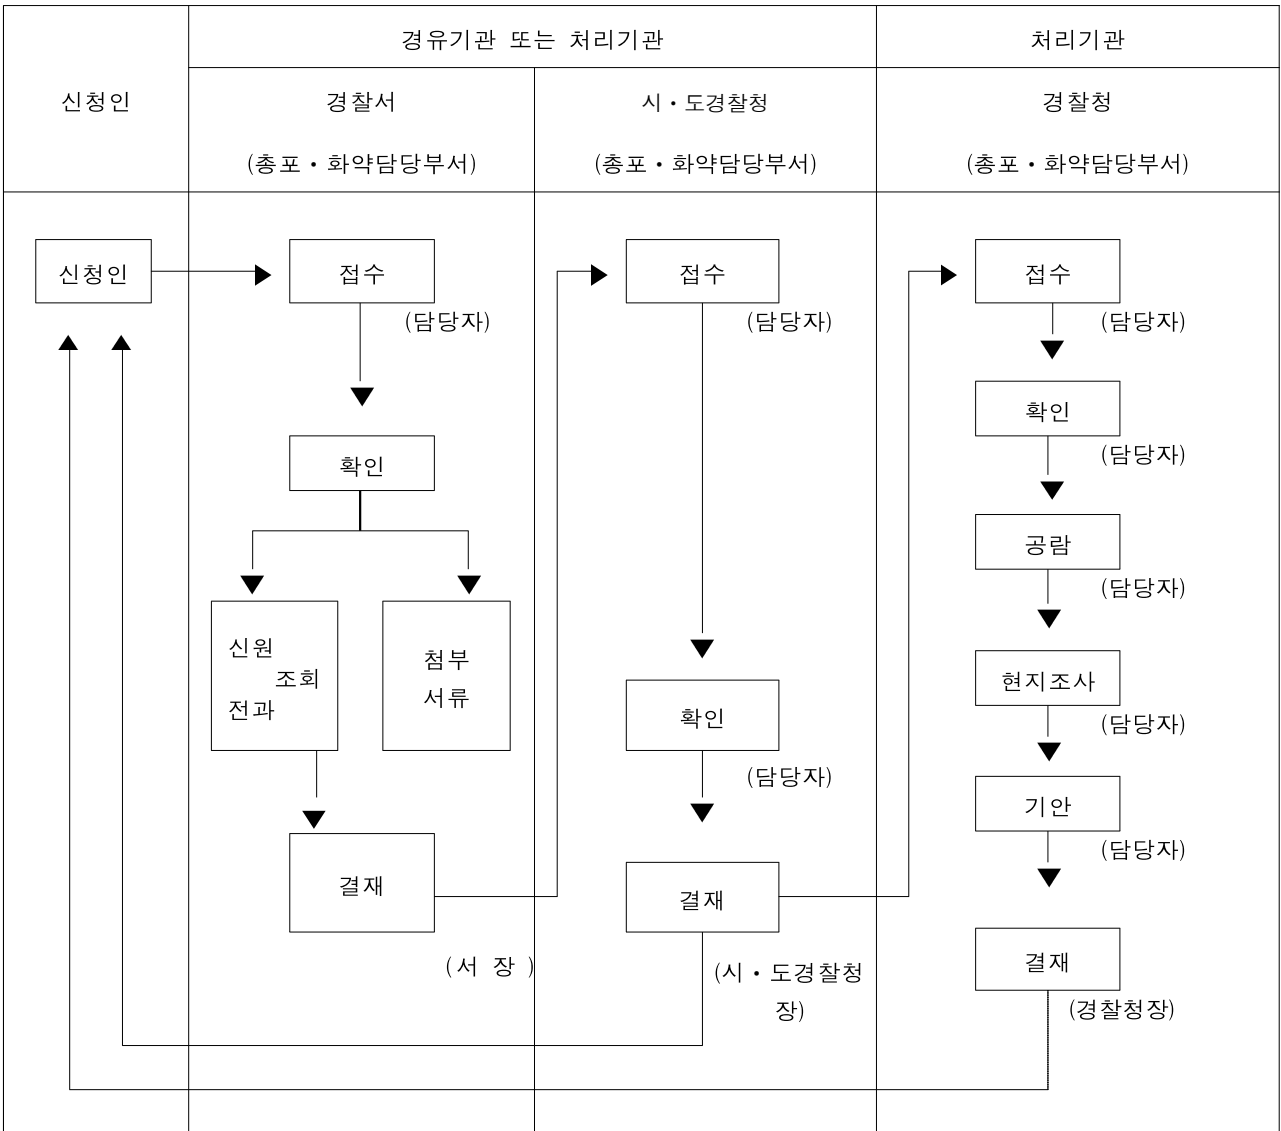 경유기관 또는 처리기관
처리기관
신청인
경찰서
시・도경찰청
경찰청
(총포・화약담당부서)
(총포・화약담당부서)
(총포・화약담당부서)
신청인
접수
(담당자)
확인
신원
조회
전과
첨부
서류
결재
(서 장 )
접수
(담당자)
확인
(담당자)
결재
(시・도경찰청
장)
접수
(담당자)
확인
(담당자)
공람
(담당자)
현지조사
(담당자)
기안
(담당자)
결재
(경찰청장)